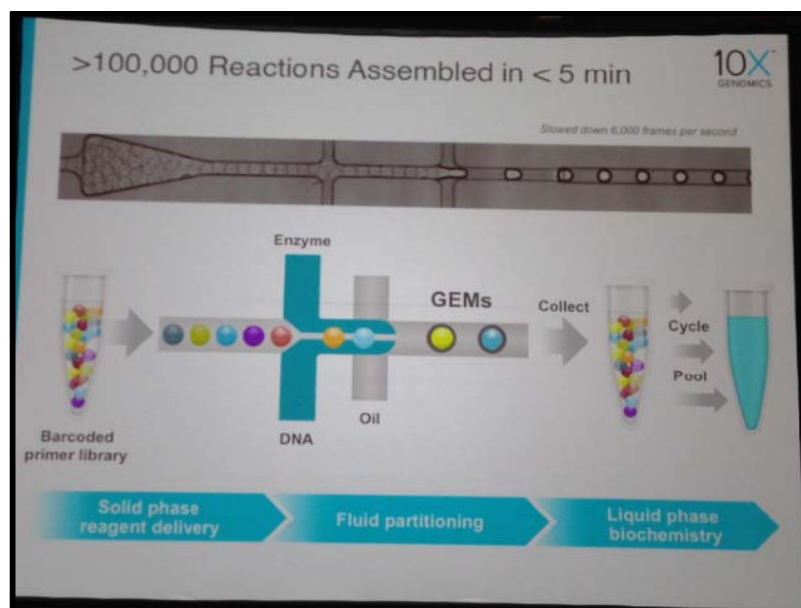 >100,000 Reactions Assembled in < 5 min
10X
GENOMICS
Slowed down 6,000 frames per second
Enzyme
GEMs
Collect
Cycle
Pool
Oil
DNA
Barcoded
primer library
Solid phase
reagent delivery
Fluid partitioning
Liquid phase
biochemistry